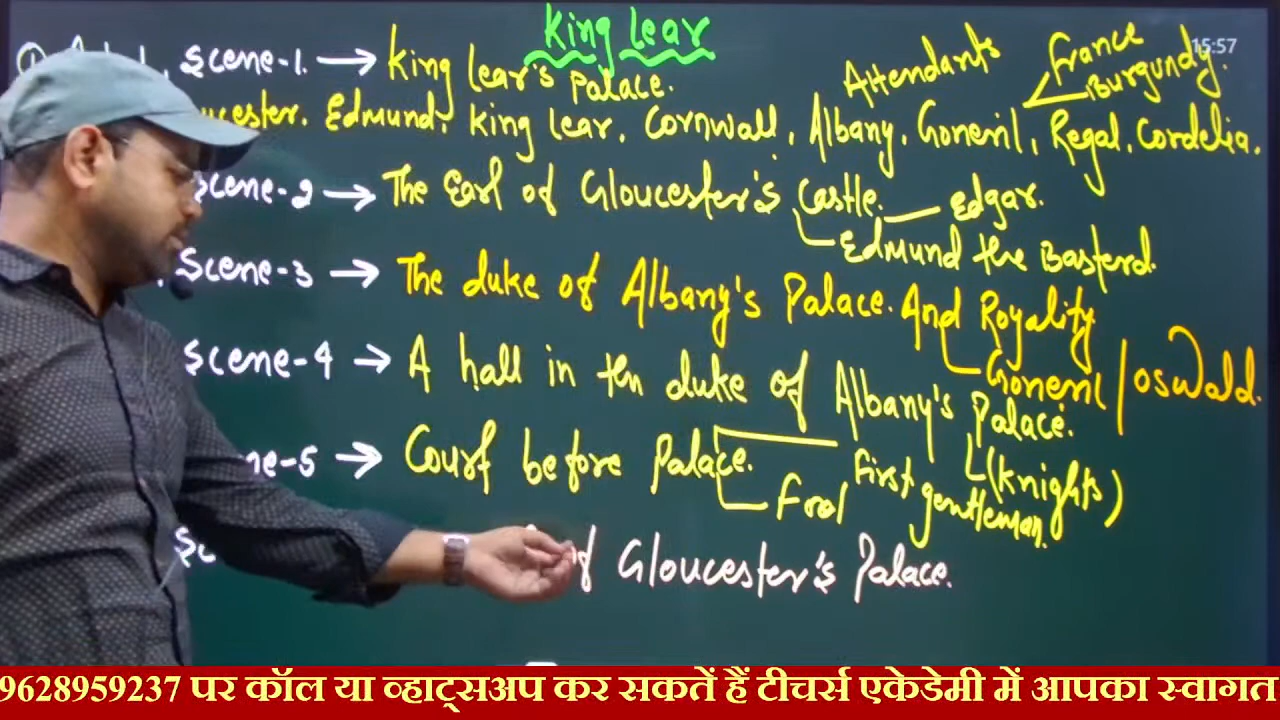 King Lear
15:57
Scene-1. → King Lear's Palace.
Attendants
France
Burgundy.
Edmund, King Lear, Cornwall, Albany, Goneril, Regal, Cordelia.
Scene-2 → The Earl of Gloucester's Castle. — Edgar.
Edmund the Basterd.
Scene-3 → The duke of Albany's Palace. And Royality
Goneril / Oswald.
Scene-4 → A hall in the duke of Albany's Palace.
(Knights)
Court before Palace.
First gentleman.
Fool
of Gloucester's Palace.
9628959237 पर कॉल या व्हाट्सअप कर सकतें हैं टीचर्स एकेडेमी में आपका स्वागत